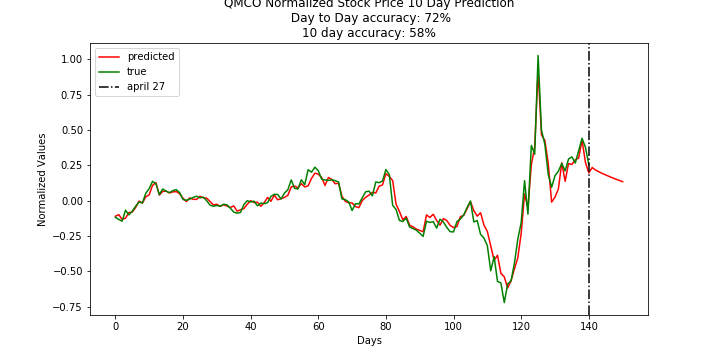 QMCO Normalized Stock Price 10 Day Prediction
Day to Day accuracy: 72%
10 day accuracy: 58%
predicted
true
april 27
Normalized Values
1.00
0.75
0.50
0.25
0.00
−0.25
−0.50
−0.75
0 20 40 60 80 100 120 140
Days